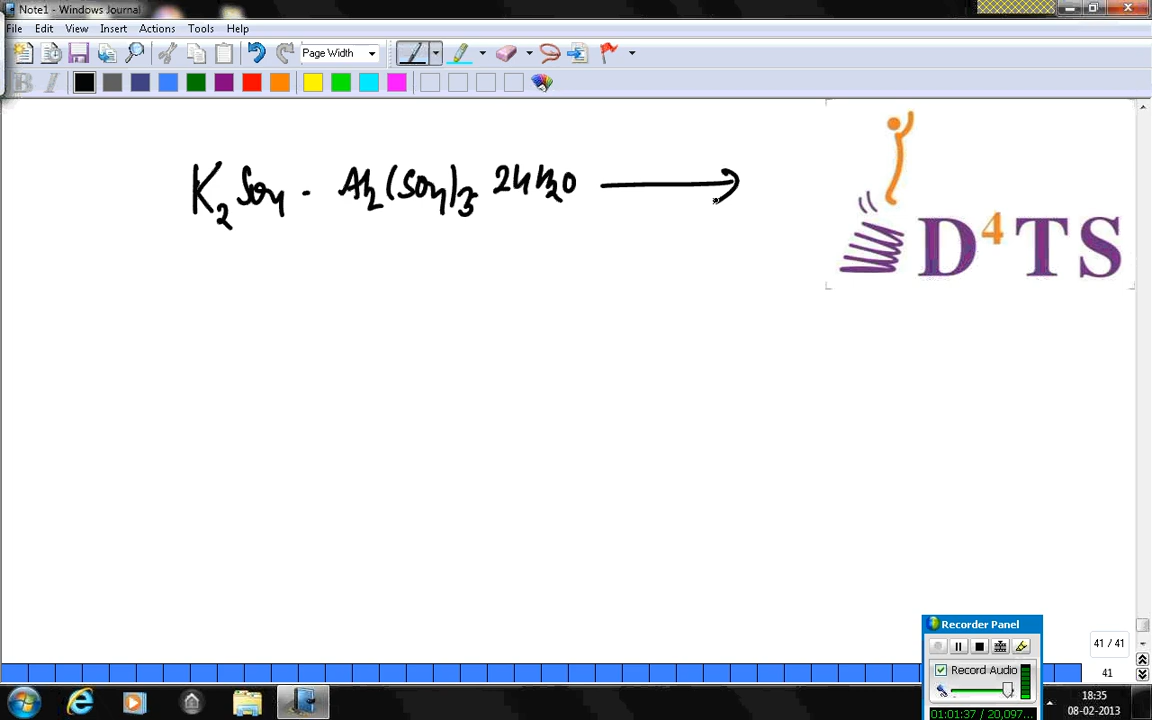 Note1 - Windows Journal
File Edit View Insert Actions Tools Help
Page Width
B I
K2SO4 - Al2(SO4)3 24H2O →
D4TS
Recorder Panel
Record Audio
01:01:37 / 20,097...
41 / 41
41
18:35
08-02-2013